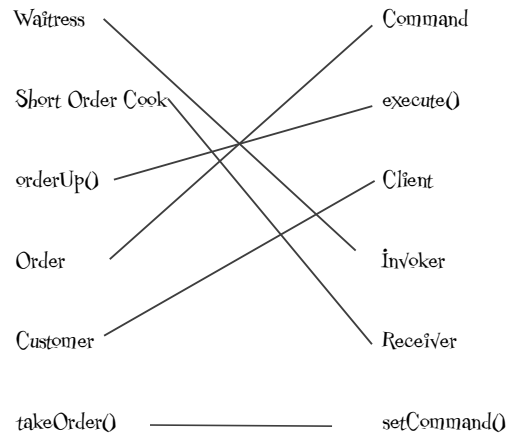 Waitress Command
Short Order Cook execute()
orderUp() Client
Order Invoker
Customer Receiver
takeOrder() setCommand()